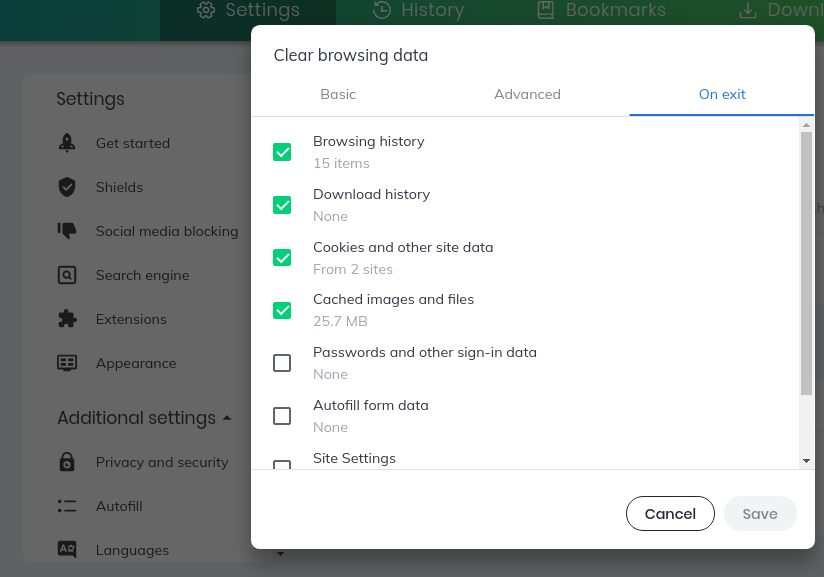 Settings
History
Bookmarks
Downl
Clear browsing data
Basic
Advanced
On exit
Browsing history
15 items
Download history
None
Cookies and other site data
From 2 sites
Cached images and files
25.7 MB
Passwords and other sign-in data
None
Autofill form data
None
Site Settings
Cancel
Save
Settings
Get started
Shields
Social media blocking
Search engine
Extensions
Appearance
Additional settings
Privacy and security
Autofill
Languages